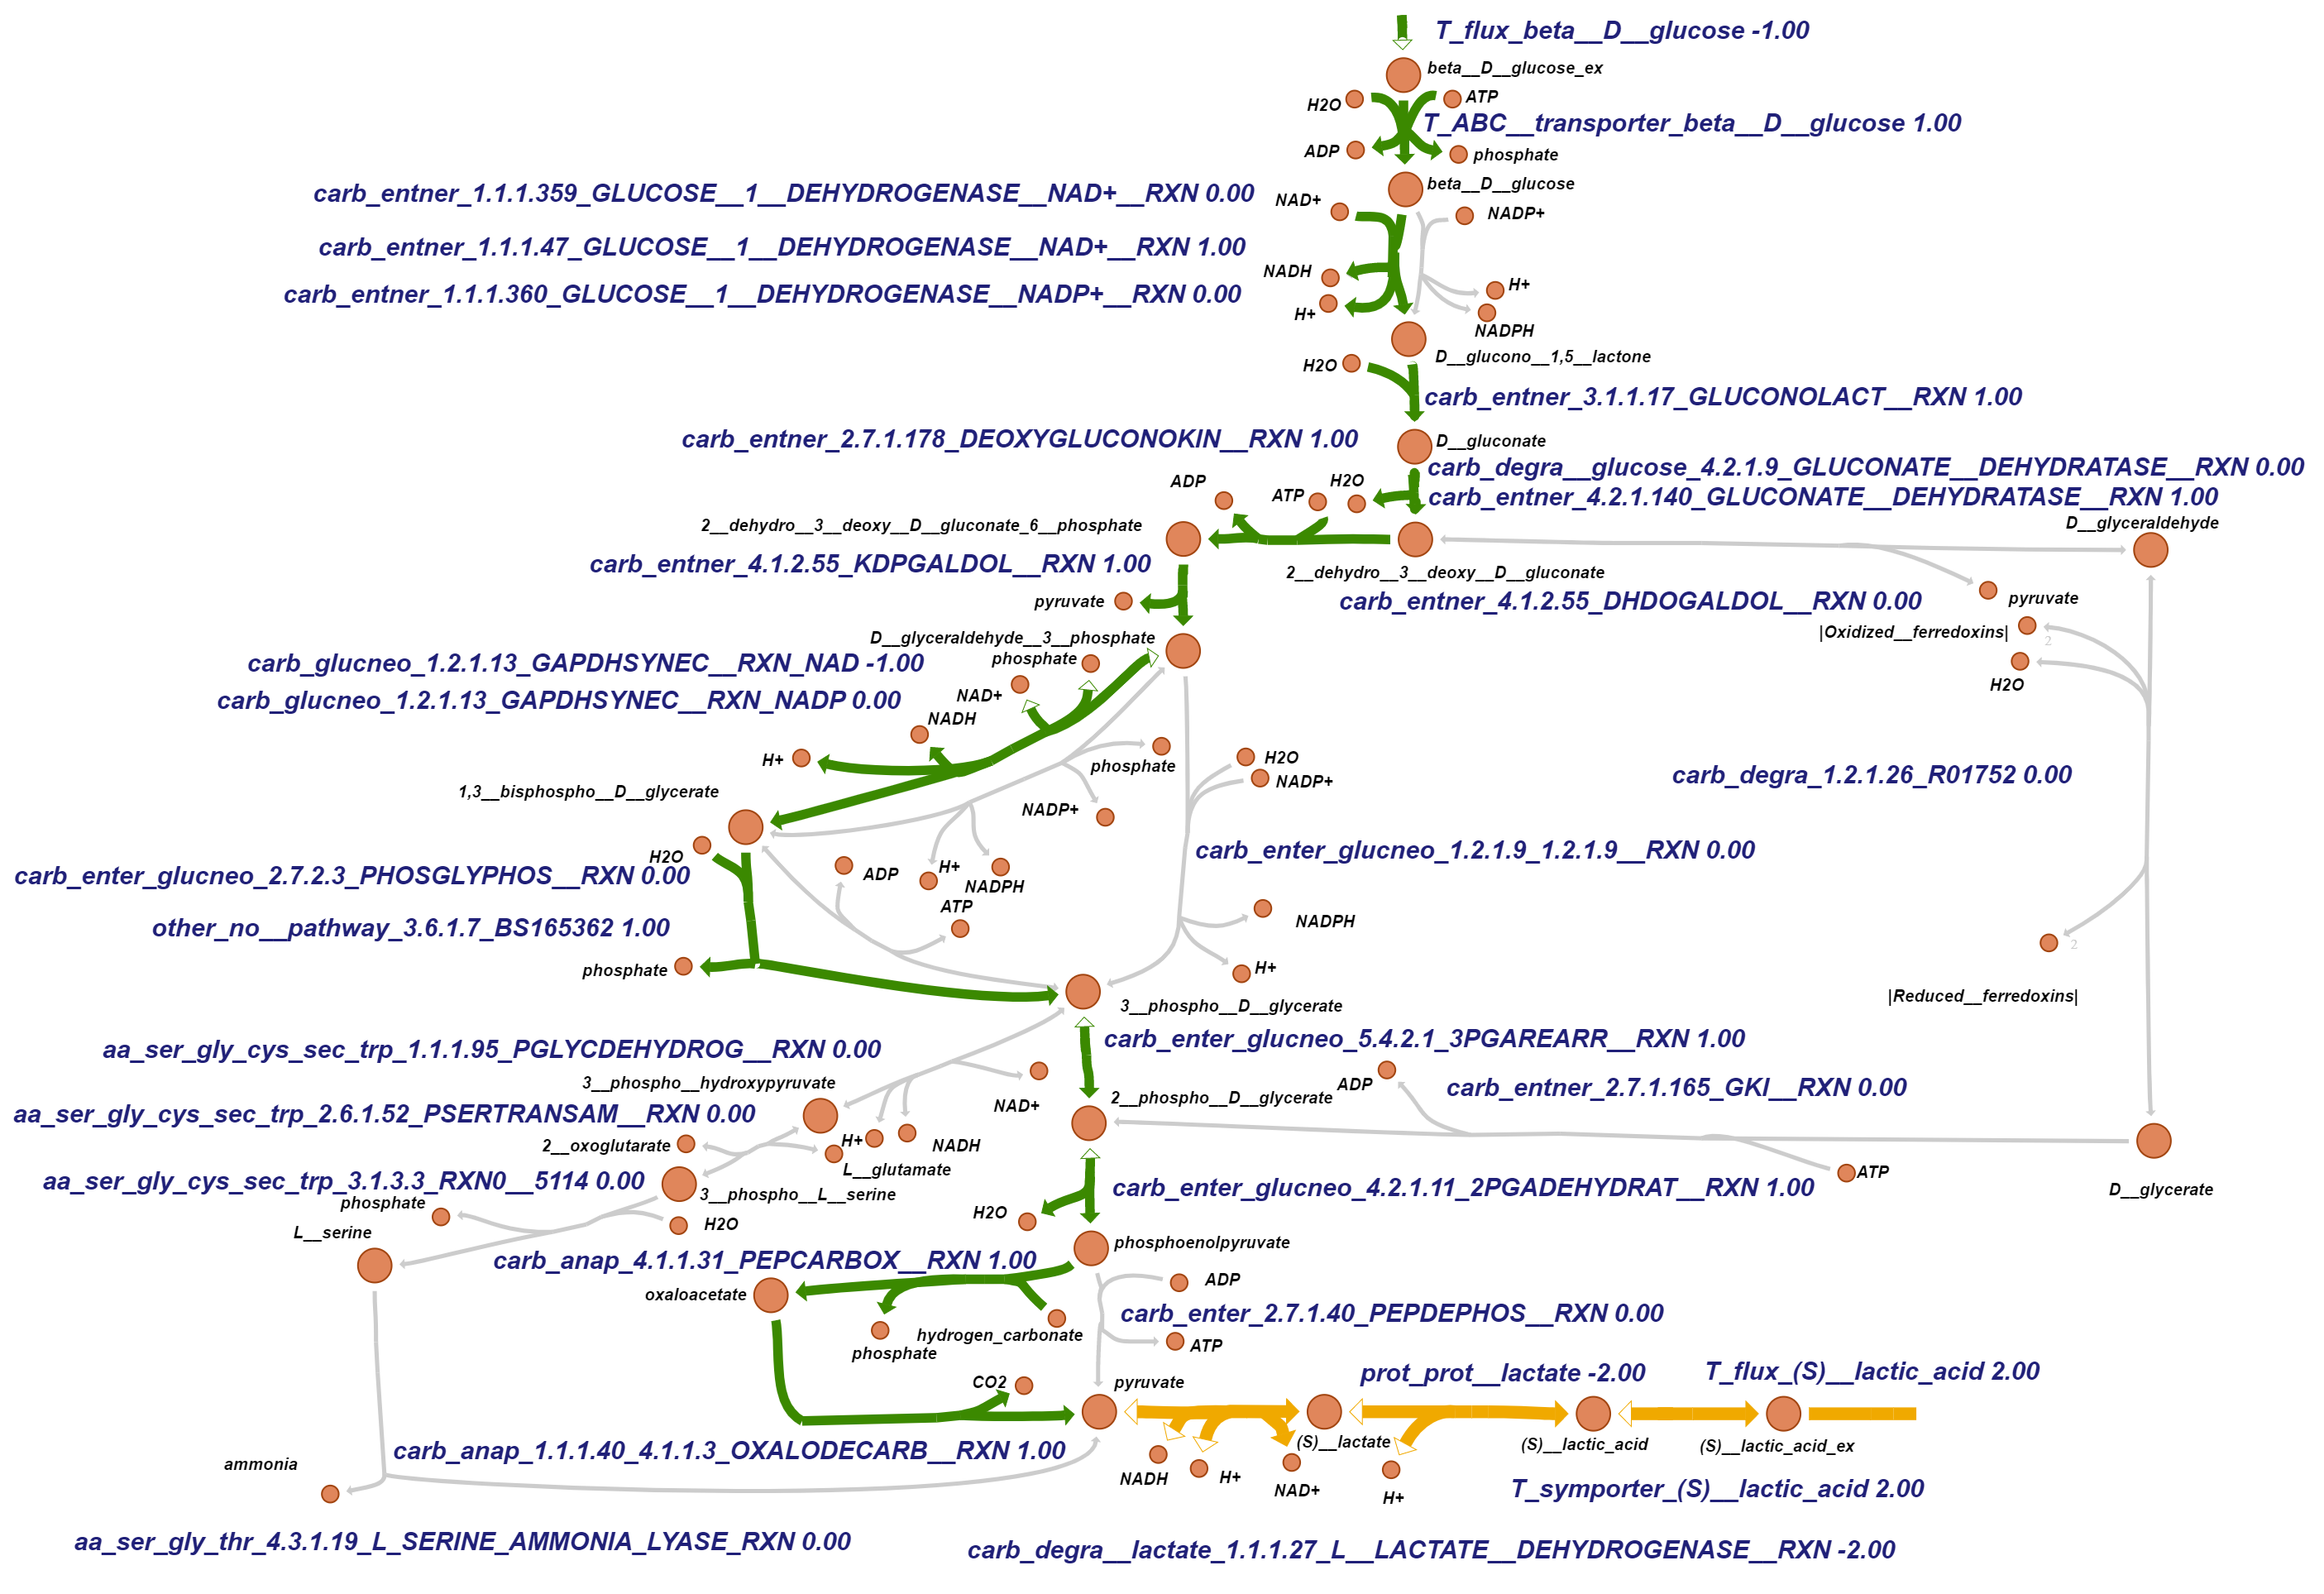 T_flux_beta__D__glucose -1.00
beta__D__glucose_ex
H2O
ATP
T_ABC__transporter_beta__D__glucose 1.00
ADP
phosphate
carb_entner_1.1.1.359_GLUCOSE__1__DEHYDROGENASE__NAD+__RXN 0.00
beta__D__glucose
NAD+
NADP+
carb_entner_1.1.1.47_GLUCOSE__1__DEHYDROGENASE__NAD+__RXN 1.00
NADH
H+
carb_entner_1.1.1.360_GLUCOSE__1__DEHYDROGENASE__NADP+__RXN 0.00
H+
NADPH
D__glucono__1,5__lactone
H2O
carb_entner_3.1.1.17_GLUCONOLACT__RXN 1.00
carb_entner_2.7.1.178_DEOXYGLUCONOKIN__RXN 1.00
D__gluconate
carb_degra__glucose_4.2.1.9_GLUCONATE__DEHYDRATASE__RXN 0.00
ADP
H2O
ATP
carb_entner_4.2.1.140_GLUCONATE__DEHYDRATASE__RXN 1.00
2__dehydro__3__deoxy__D__gluconate_6__phosphate
D__glyceraldehyde
carb_entner_4.1.2.55_KDPGALDOL__RXN 1.00
2__dehydro__3__deoxy__D__gluconate
pyruvate
carb_entner_4.1.2.55_DHDOGALDOL__RXN 0.00
pyruvate
D__glyceraldehyde__3__phosphate
|Oxidized__ferredoxins|
2
carb_glucneo_1.2.1.13_GAPDHSYNEC__RXN_NAD -1.00
phosphate
H2O
carb_glucneo_1.2.1.13_GAPDHSYNEC__RXN_NADP 0.00
NAD+
NADH
H+
phosphate
H2O
NADP+
carb_degra_1.2.1.26_R01752 0.00
1,3__bisphospho__D__glycerate
NADP+
H2O
carb_enter_glucneo_1.2.1.9_1.2.1.9__RXN 0.00
carb_enter_glucneo_2.7.2.3_PHOSGLYPHOS__RXN 0.00
ADP
H+
NADPH
ATP
other_no__pathway_3.6.1.7_BS165362 1.00
NADPH
2
phosphate
H+
3__phospho__D__glycerate
|Reduced__ferredoxins|
carb_enter_glucneo_5.4.2.1_3PGAREARR__RXN 1.00
aa_ser_gly_cys_sec_trp_1.1.1.95_PGLYCDEHYDROG__RXN 0.00
3__phospho__hydroxypyruvate
NAD+
2__phospho__D__glycerate
ADP
carb_entner_2.7.1.165_GKI__RXN 0.00
aa_ser_gly_cys_sec_trp_2.6.1.52_PSERTRANSAM__RXN 0.00
2__oxoglutarate
H+
NADH
L__glutamate
ATP
aa_ser_gly_cys_sec_trp_3.1.3.3_RXN0__5114 0.00
3__phospho__L__serine
carb_enter_glucneo_4.2.1.11_2PGADEHYDRAT__RXN 1.00
D__glycerate
phosphate
H2O
H2O
L__serine
phosphoenolpyruvate
carb_anap_4.1.1.31_PEPCARBOX__RXN 1.00
ADP
oxaloacetate
carb_enter_2.7.1.40_PEPDEPHOS__RXN 0.00
hydrogen_carbonate
phosphate
ATP
CO2
pyruvate
prot_prot__lactate -2.00
T_flux_(S)__lactic_acid 2.00
carb_anap_1.1.1.40_4.1.1.3_OXALODECARB__RXN 1.00
(S)__lactate
(S)__lactic_acid
(S)__lactic_acid_ex
ammonia
NADH
H+
NAD+
H+
T_symporter_(S)__lactic_acid 2.00
aa_ser_gly_thr_4.3.1.19_L_SERINE_AMMONIA_LYASE_RXN 0.00
carb_degra__lactate_1.1.1.27_L__LACTATE__DEHYDROGENASE__RXN -2.00